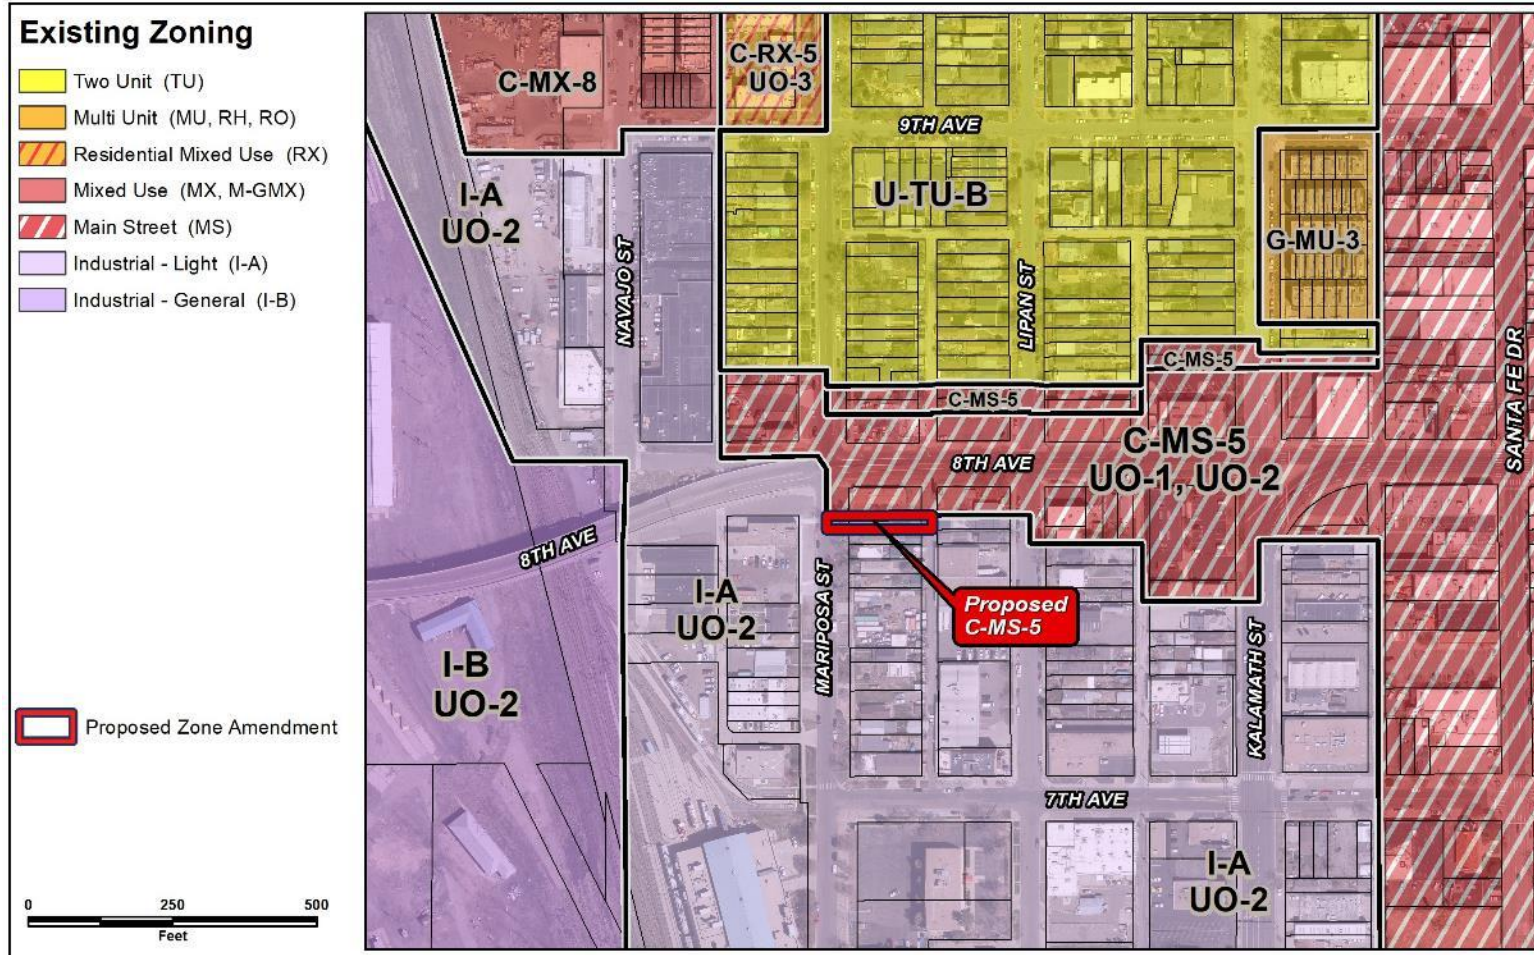 Existing Zoning
Two Unit (TU)
Multi Unit (MU, RH, RO)
Residential Mixed Use (RX)
Mixed Use (MX, M-GMX)
Main Street (MS)
Industrial - Light (I-A)
Industrial - General (I-B)
Proposed Zone Amendment
0 250 500
Feet
C-MX-8
C-RX-5
UO-3
9TH AVE
I-A
UO-2
U-TU-B
G-MU-3
NAVAJO ST
LIPAN ST
SANTA FE DR
C-MS-5
C-MS-5
C-MS-5
UO-1, UO-2
8TH AVE
8TH AVE
I-A
UO-2
MARIPOSA ST
Proposed
C-MS-5
KALAMATH ST
I-B
UO-2
7TH AVE
I-A
UO-2